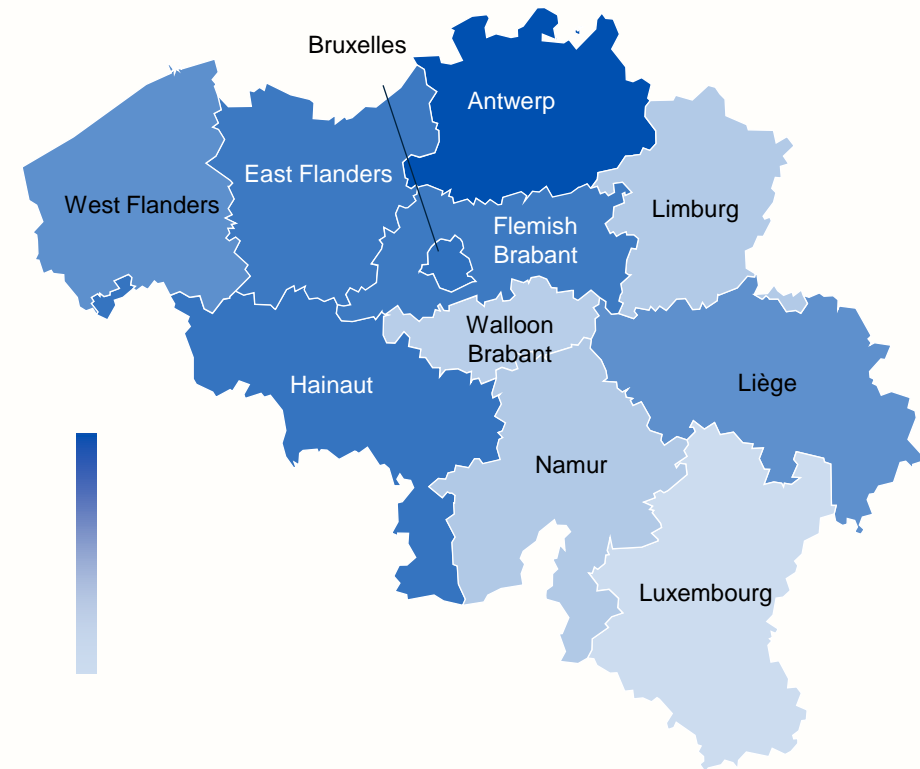 Bruxelles
Antwerp
East Flanders
West Flanders
Limburg
Flemish
Brabant
Walloon
Brabant
Hainaut
Liège
Namur
Luxembourg